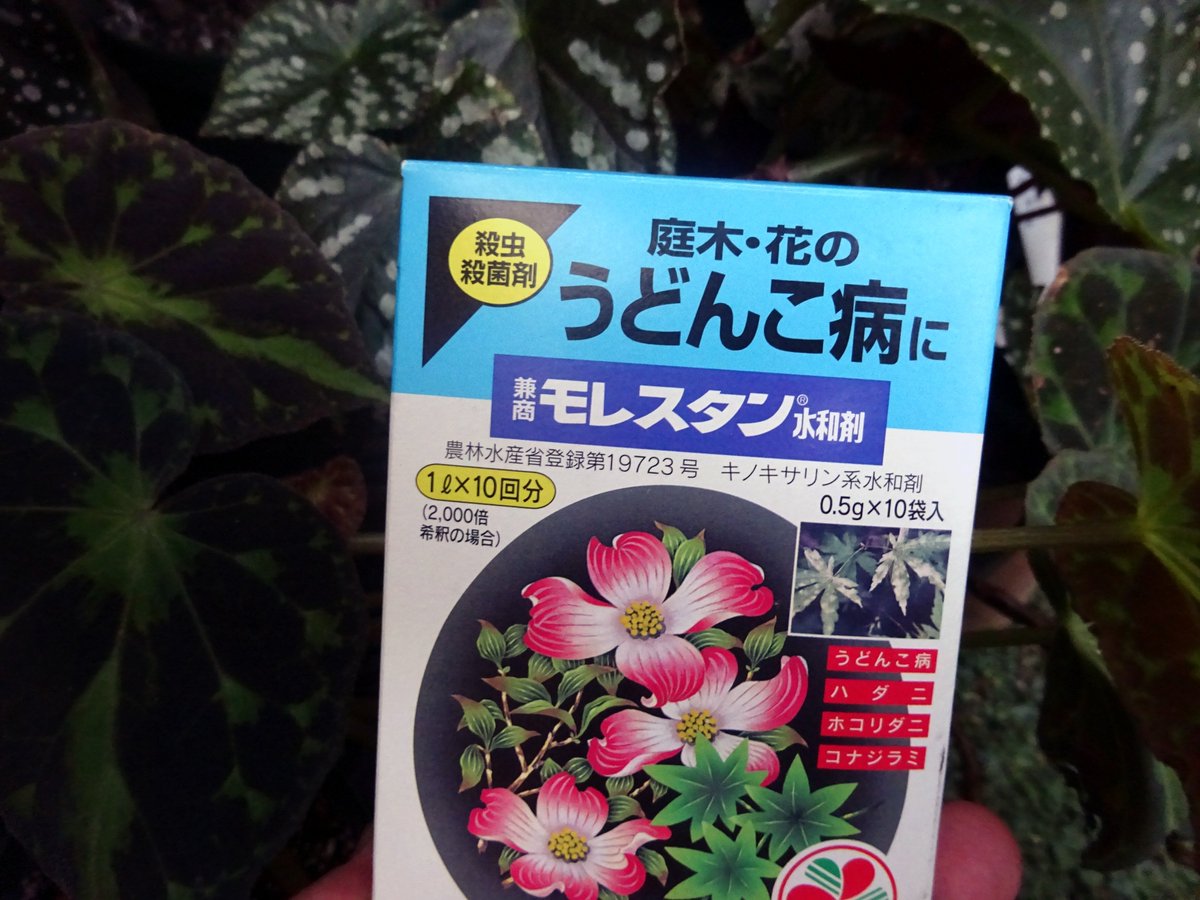 殺虫
殺菌剤
庭木・花の
うどんこ病に
兼商
モレスタン®水和剤
農林水産省登録第19723号 キノキサリン系水和剤
1ℓ×10回分
(2,000倍
希釈の場合)
0.5g×10袋入
うどんこ病
ハダニ
ホコリダニ
コナジラミ